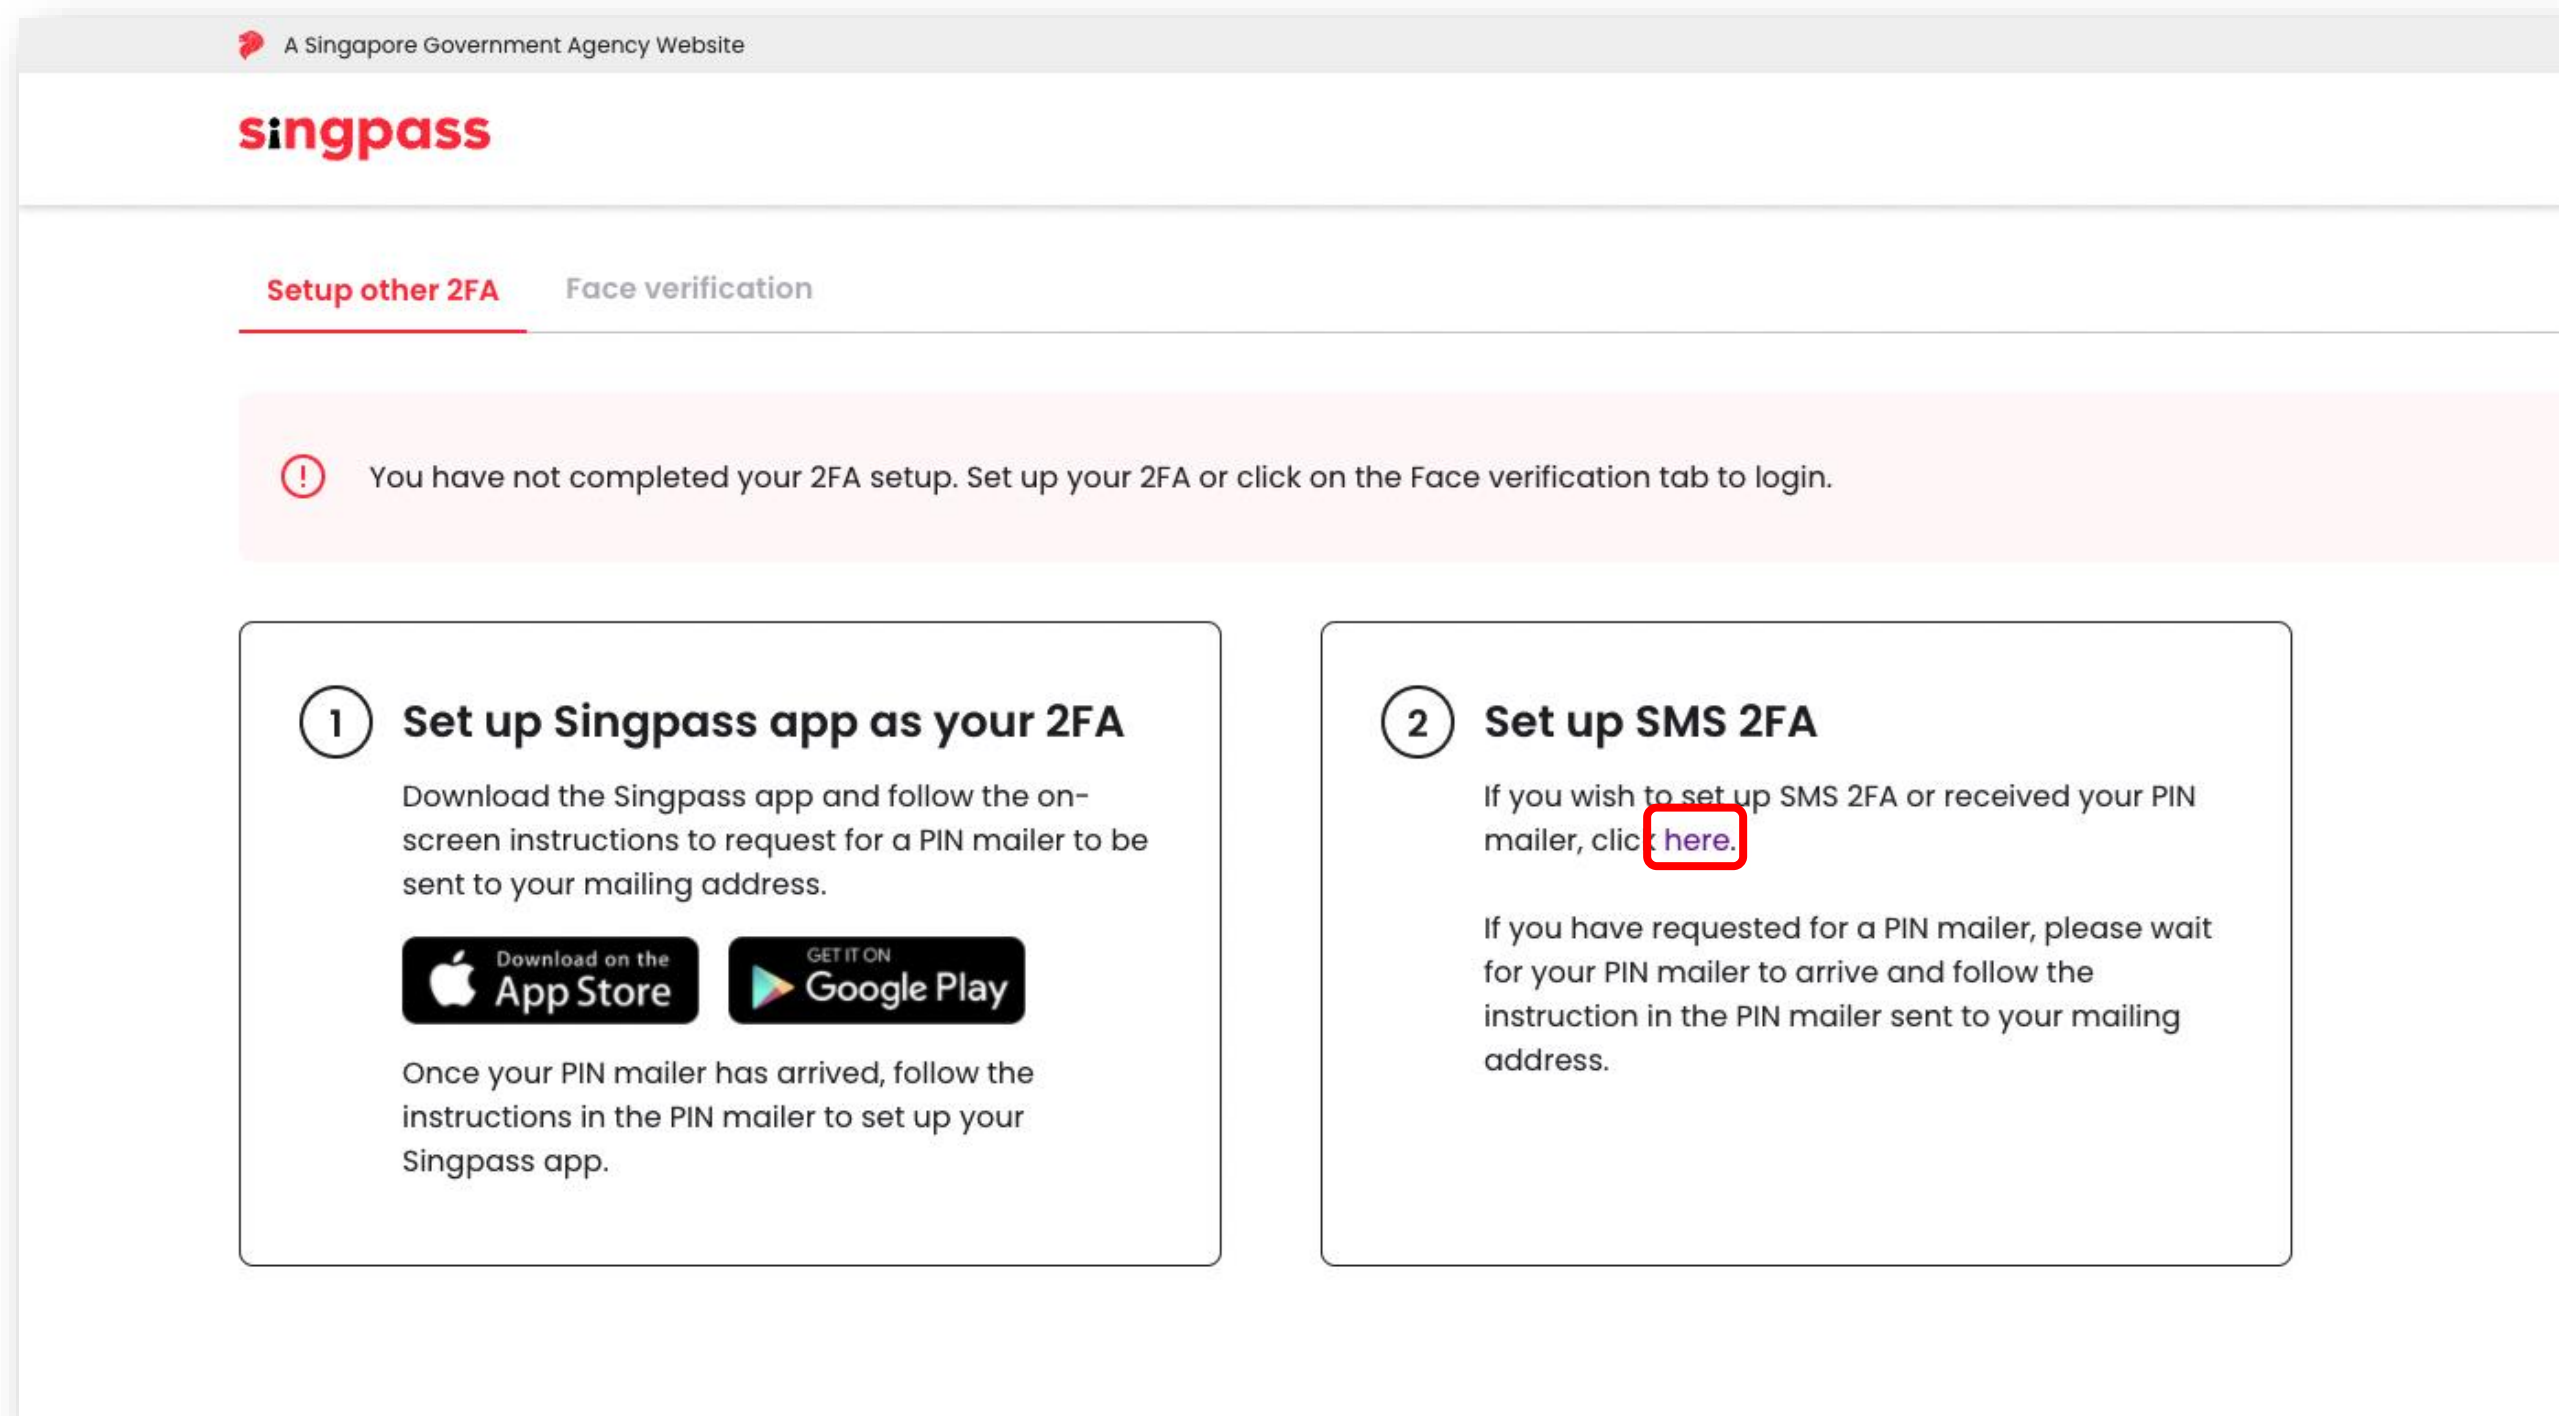 A Singapore Government Agency Website
singpass
Setup other 2FA
Face verification
You have not completed your 2FA setup. Set up your 2FA or click on the Face verification tab to login.
1
Set up Singpass app as your 2FA
Download the Singpass app and follow the on-
screen instructions to request for a PIN mailer to be
sent to your mailing address.
Download on the
App Store
GET IT ON
Google Play
Once your PIN mailer has arrived, follow the
instructions in the PIN mailer to set up your
Singpass app.
2
Set up SMS 2FA
If you wish to set up SMS 2FA or received your PIN
mailer, click here.
If you have requested for a PIN mailer, please wait
for your PIN mailer to arrive and follow the
instruction in the PIN mailer sent to your mailing
address.